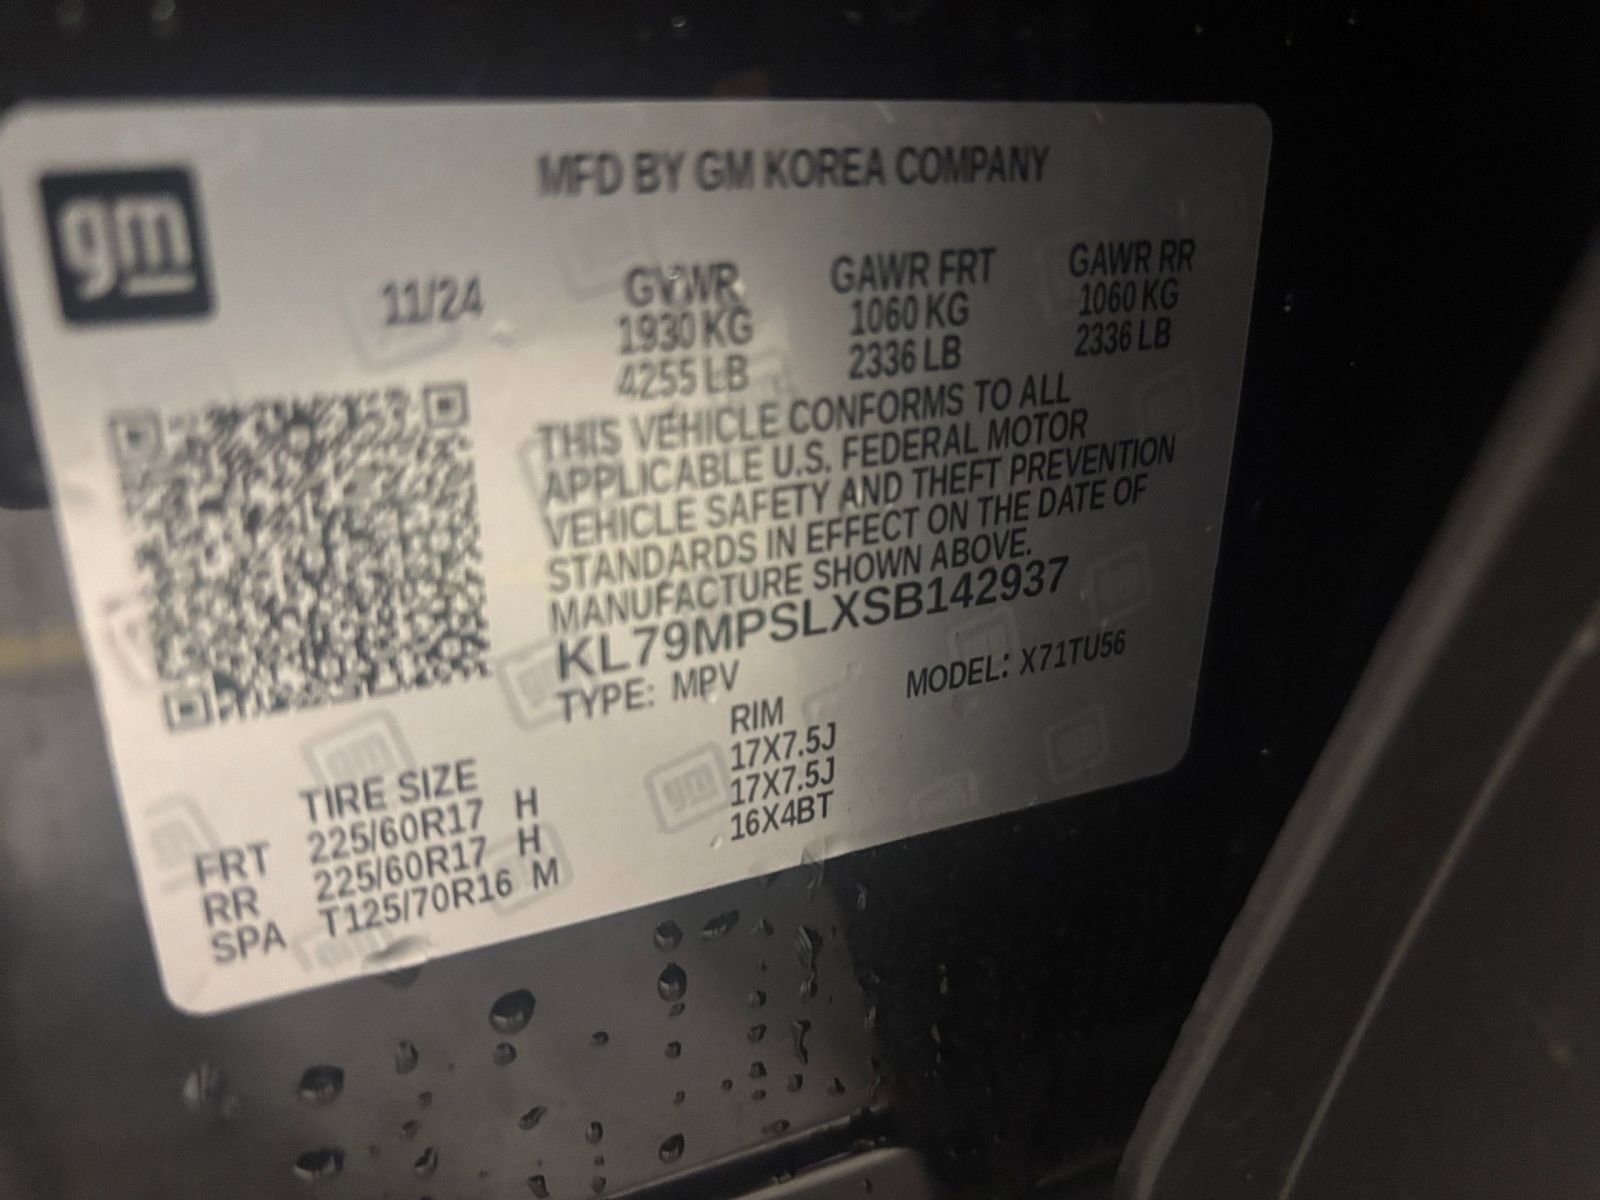 gm
MFD BY GM KOREA COMPANY
11/24
GVWR
1930 KG
4255 LB
GAWR FRT
1060 KG
2336 LB
GAWR RR
1060 KG
2336 LB
THIS VEHICLE CONFORMS TO ALL
APPLICABLE U.S. FEDERAL MOTOR
VEHICLE SAFETY AND THEFT PREVENTION
STANDARDS IN EFFECT ON THE DATE OF
MANUFACTURE SHOWN ABOVE.
KL79MPSLXSB142937
TYPE: MPV MODEL: X71TU56
TIRE SIZE RIM
FRT 225/60R17 H 17X7.5J
RR 225/60R17 H 17X7.5J
SPA T125/70R16 M 16X4BT